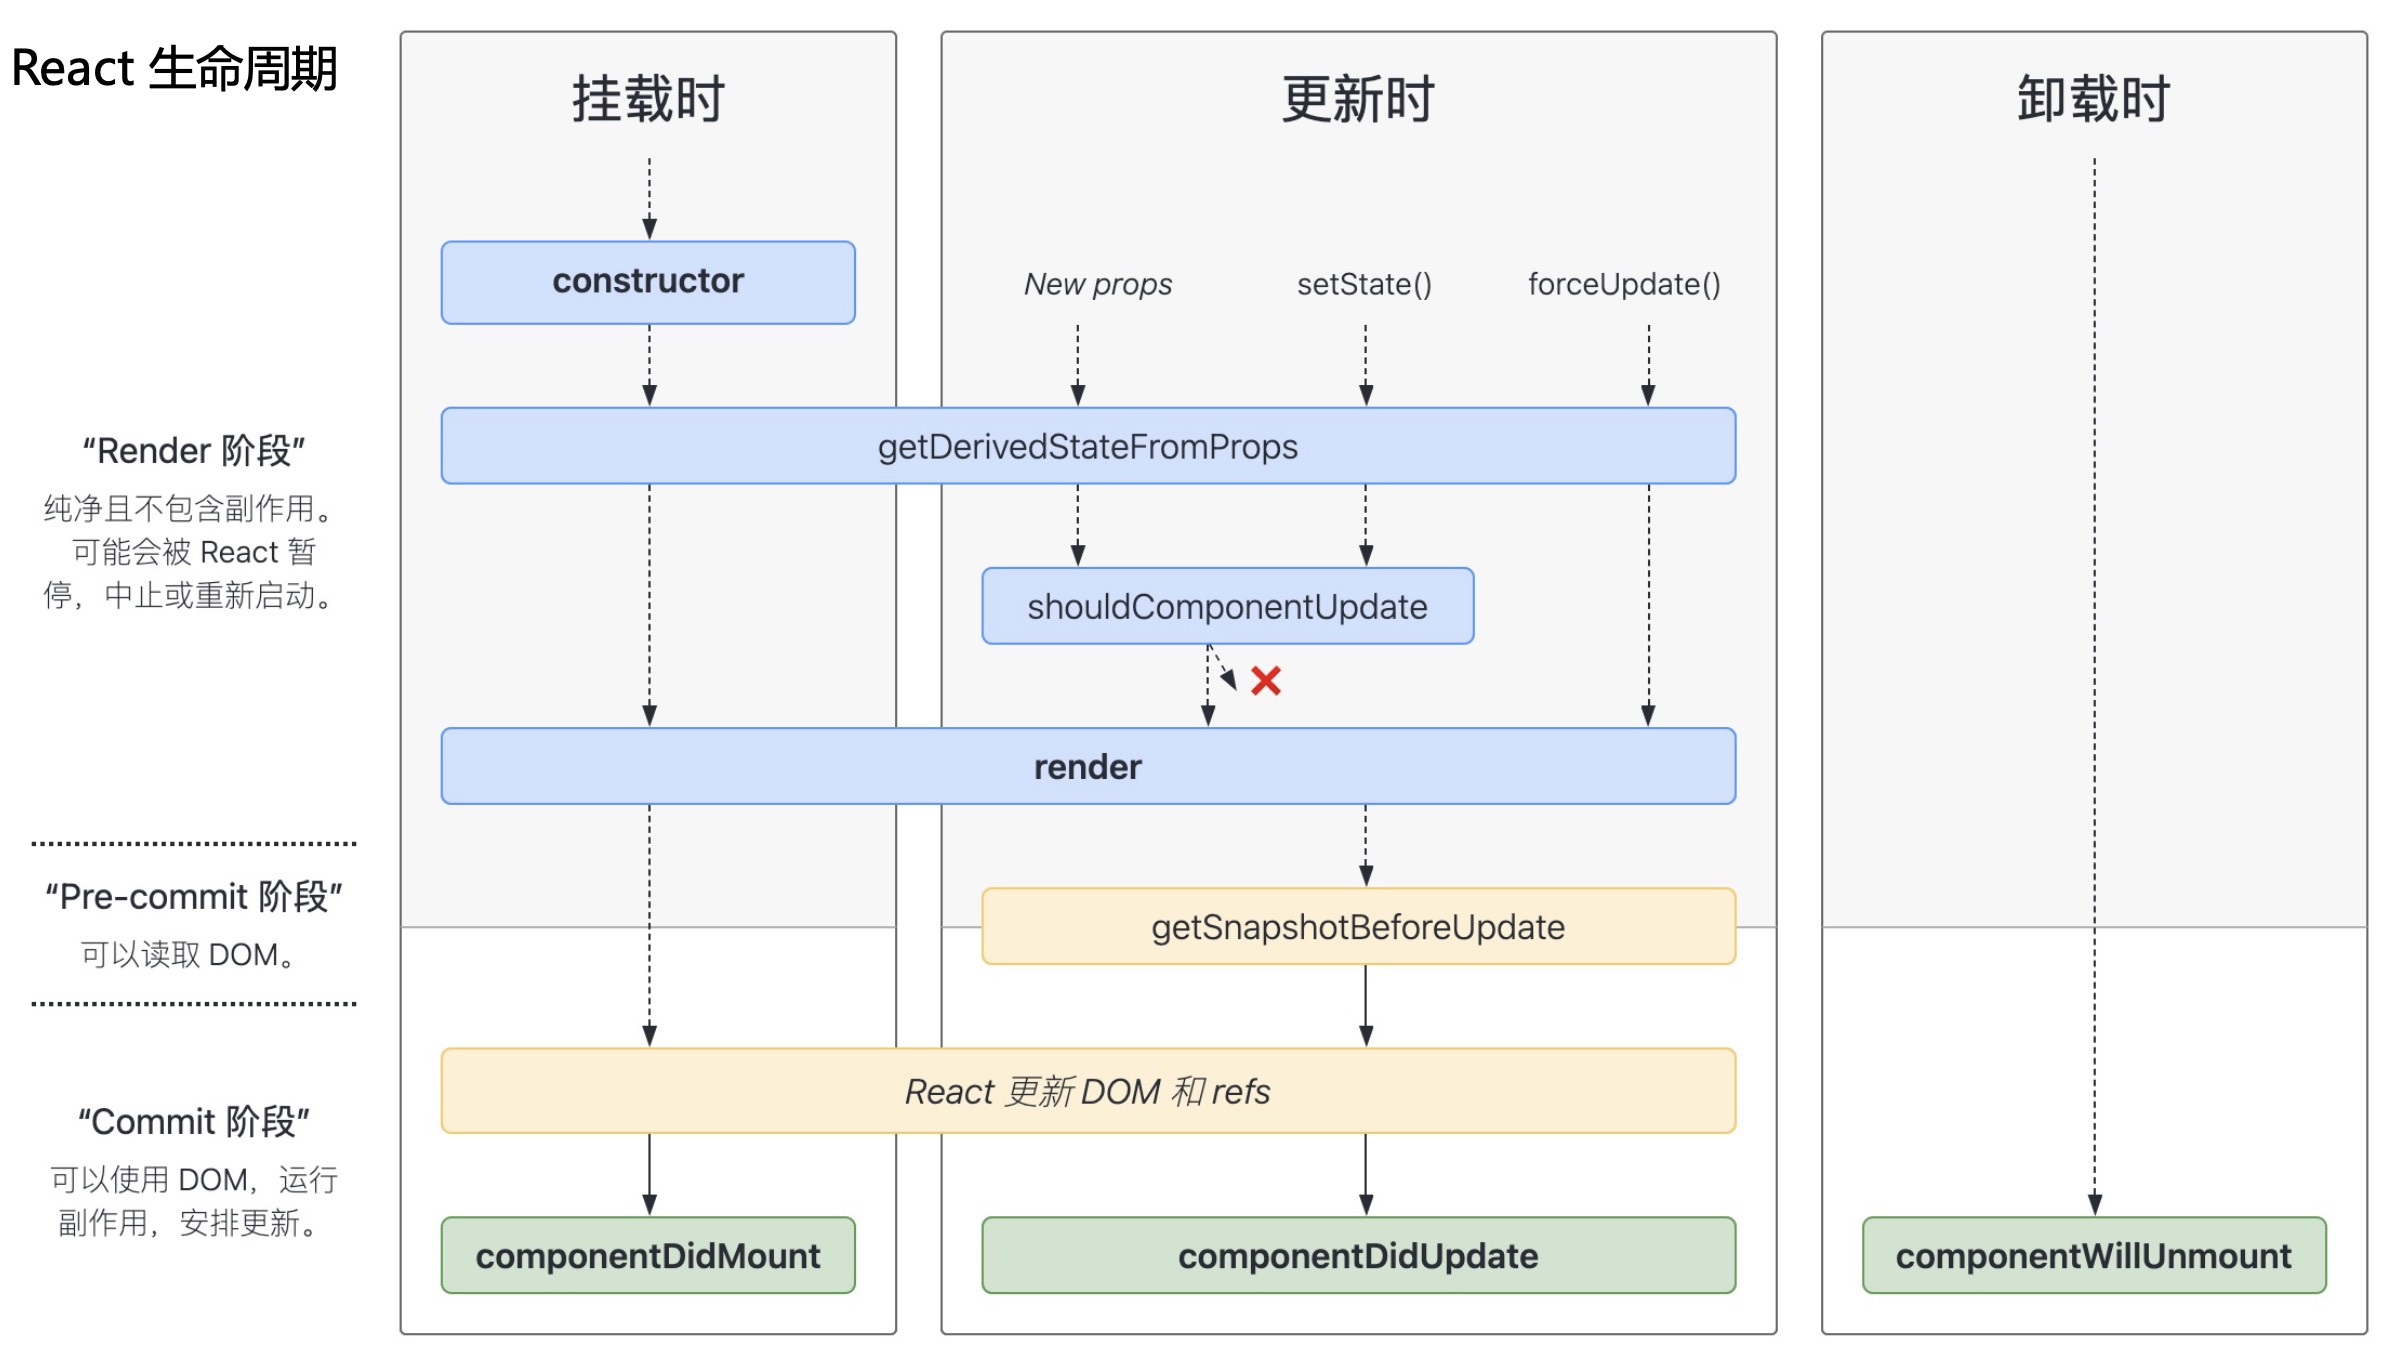 React 生命周期
挂载时
更新时
卸载时
constructor
New props
setState()
forceUpdate()
getDerivedStateFromProps
“Render 阶段”
纯净且不包含副作用。
可能会被 React 暂
停，中止或重新启动。
shouldComponentUpdate
render
“Pre-commit 阶段”
可以读取 DOM。
getSnapshotBeforeUpdate
React 更新 DOM 和 refs
“Commit 阶段”
可以使用 DOM，运行
副作用，安排更新。
componentDidMount
componentDidUpdate
componentWillUnmount